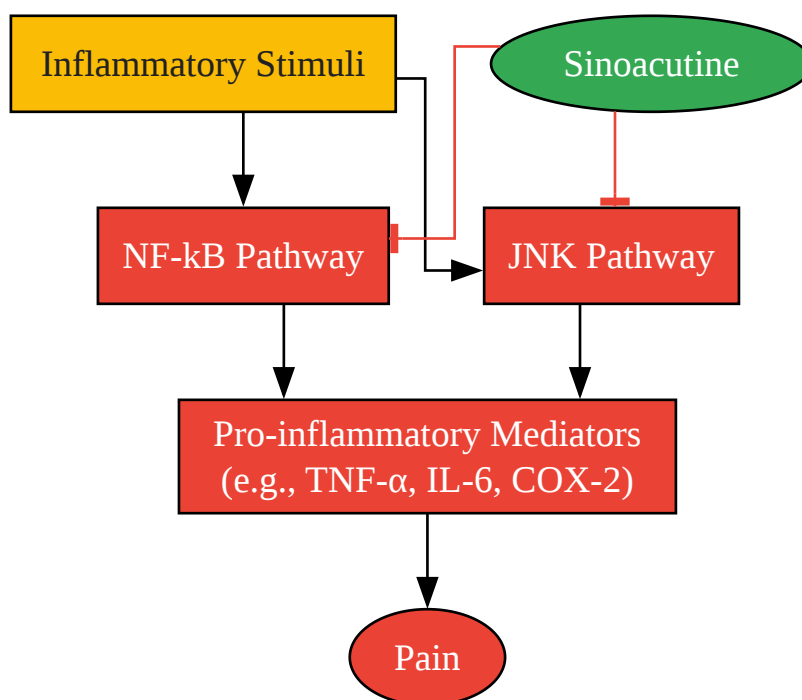 Inflammatory Stimuli
Sinoacutine
NF-kB Pathway
JNK Pathway
Pro-inflammatory Mediators
(e.g., TNF-α, IL-6, COX-2)
Pain